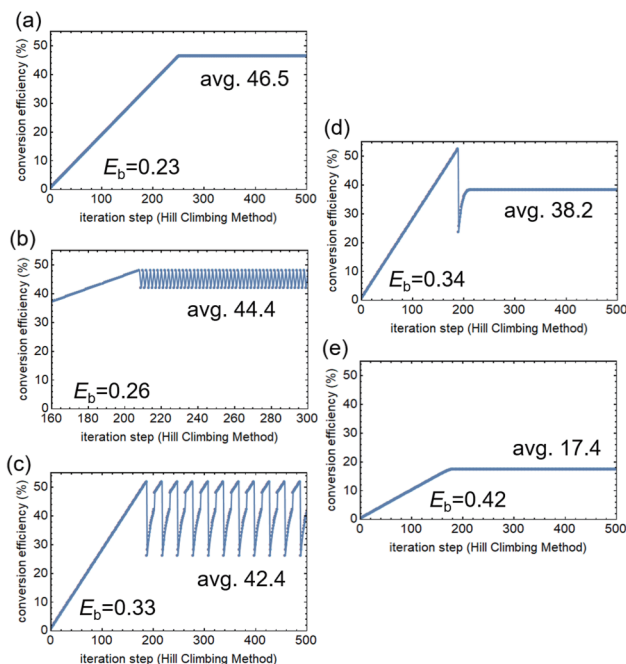 (a)
conversion efficiency (%)
50
40
30
20
10
0
avg. 46.5
E_b=0.23
0 100 200 300 400 500
iteration step (Hill Climbing Method)
(b)
conversion efficiency (%)
50
40
30
20
10
0
avg. 44.4
E_b=0.26
160 180 200 220 240 260 280 300
iteration step (Hill Climbing Method)
(c)
conversion efficiency (%)
50
40
30
20
10
0
avg. 42.4
E_b=0.33
0 100 200 300 400 500
iteration step (Hill Climbing Method)
(d)
conversion efficiency (%)
50
40
30
20
10
0
avg. 38.2
E_b=0.34
0 100 200 300 400 500
iteration step (Hill Climbing Method)
(e)
conversion efficiency (%)
50
40
30
20
10
0
avg. 17.4
E_b=0.42
0 100 200 300 400 500
iteration step (Hill Climbing Method)